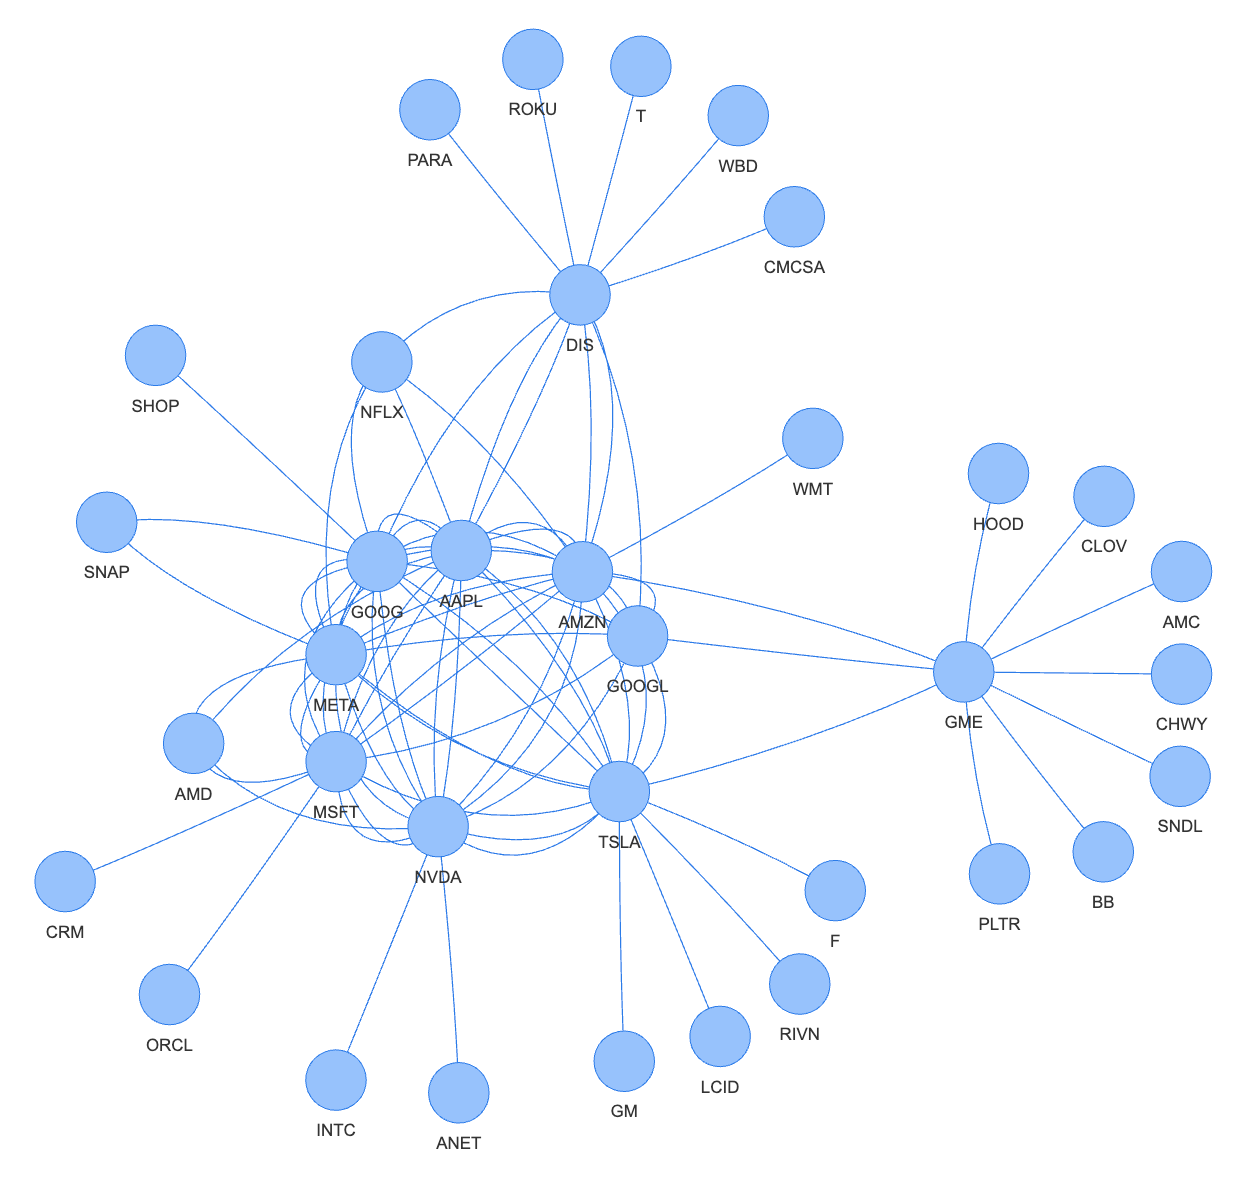 ROKU
T
PARA
WBD
CMCSA
DIS
SHOP
NFLX
WMT
HOOD
CLOV
SNAP
GOOG
AAPL
AMZN
AMC
GOOGL
META
GME
CHWY
AMD
MSFT
TSLA
SNDL
NVDA
BB
PLTR
CRM
F
RIVN
ORCL
LCID
GM
INTC
ANET